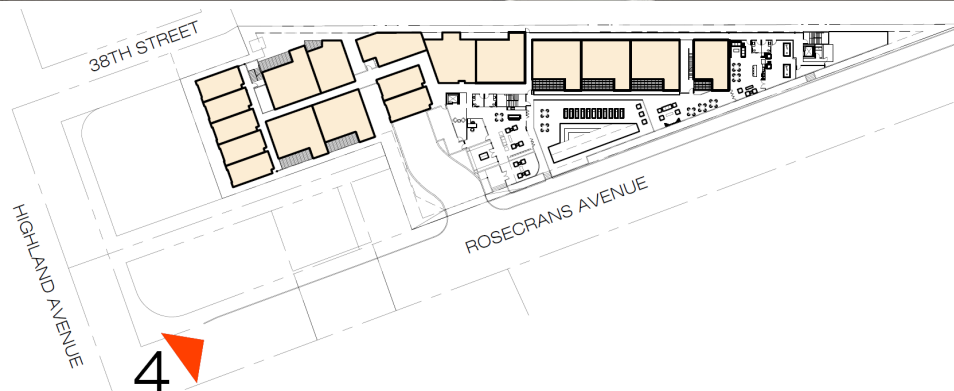 38TH STREET
HIGHLAND AVENUE
ROSECRANS AVENUE
4